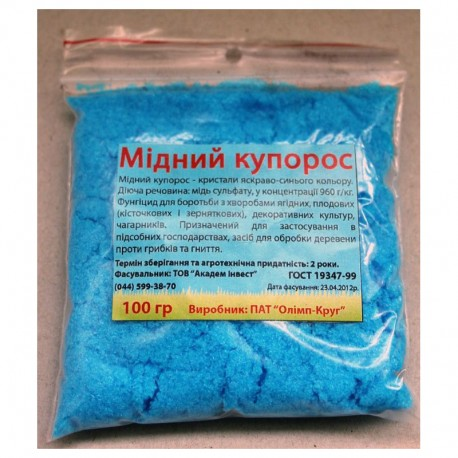 Мідний купорос
Мідний купорос - кристали яскраво-синього кольору.
Діюча речовина: мідь сульфату, у концентрації 960 г/кг.
Фунгіцид для боротьби з хворобами ягідних, плодових
(кісточкових і зерняткових), декоративних культур,
чагарників. Призначений для застосування в
підсобних господарствах, засіб для обробки деревени
проти грибків та гниття.
Термін зберігання та агротехнічна придатність: 2 роки.
Фасувальник: ТОВ "Академ Інвест" ГОСТ 19347-99
(044) 599-38-70 Дата фасування: 23.04.2012р.
100 гр Виробник: ПАТ "Олімп-Круг"